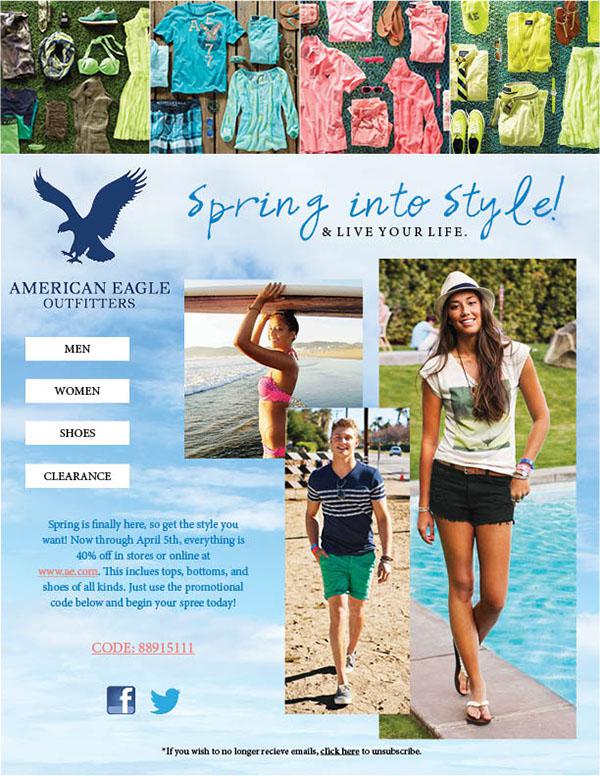 Spring into Style!
& LIVE YOUR LIFE.
AMERICAN EAGLE
OUTFITTERS
MEN
WOMEN
SHOES
CLEARANCE
Spring is finally here, so get the style you
want! Now through April 5th, everything is
40% off in stores or online at
www.ae.com. This inclues tops, bottoms, and
shoes of all kinds. Just use the promotional
code below and begin your spree today!
CODE: 88915111
*If you wish to no longer recieve emails, click here to unsubscribe.